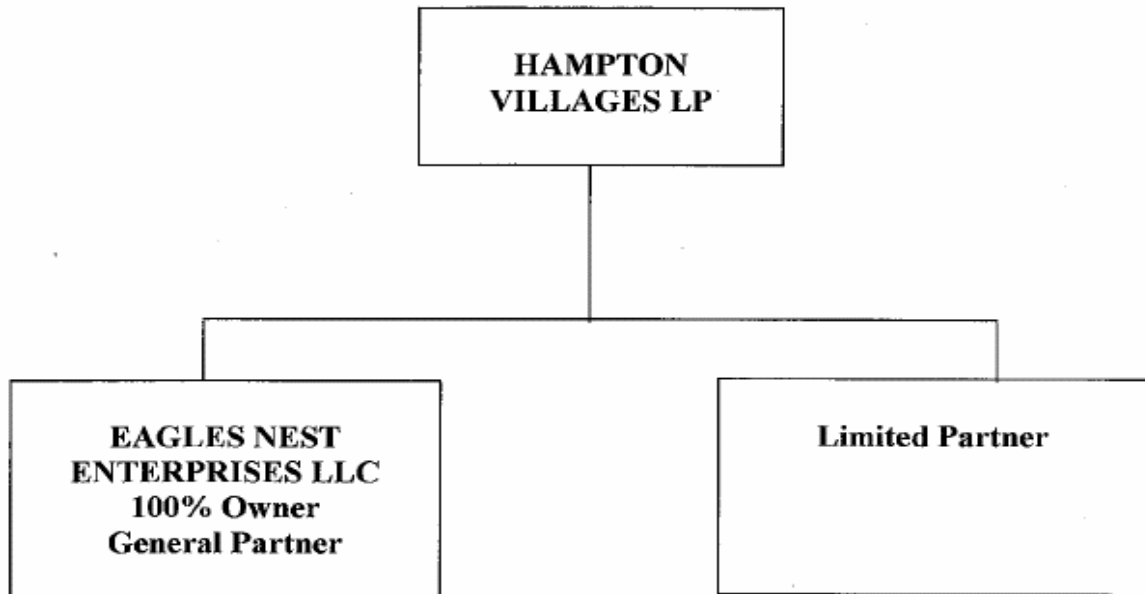 HAMPTON
VILLAGES LP
EAGLES NEST
ENTERPRISES LLC
100% Owner
General Partner
Limited Partner